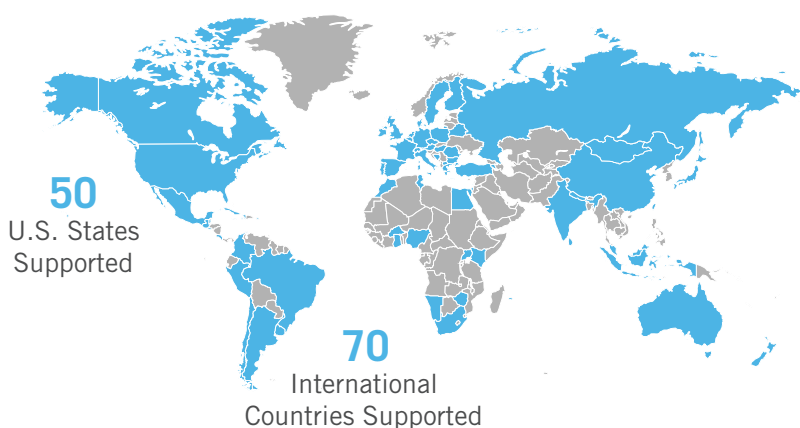 50
U.S. States
Supported
70
International
Countries Supported